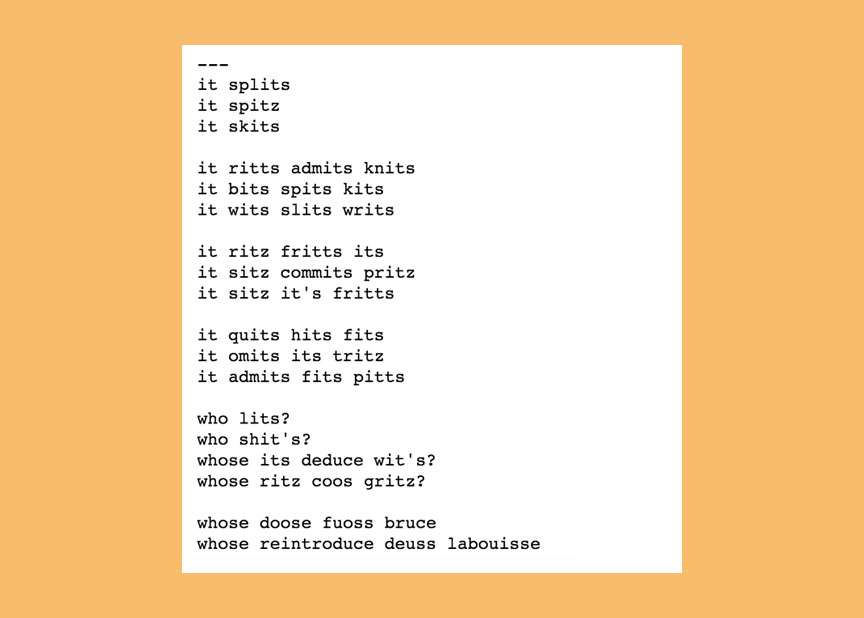 ---
it splits
it spitz
it skits

it ritts admits knits
it bits spits kits
it wits slits writs

it ritz fritts its
it sitz commits pritz
it sitz it's fritts

it quits hits fits
it omits its tritz
it admits fits pitts

who lits?
who shit's?
whose its deduce wit's?
whose ritz coos gritz?

whose doose fuoss bruce
whose reintroduce deuss labouisse